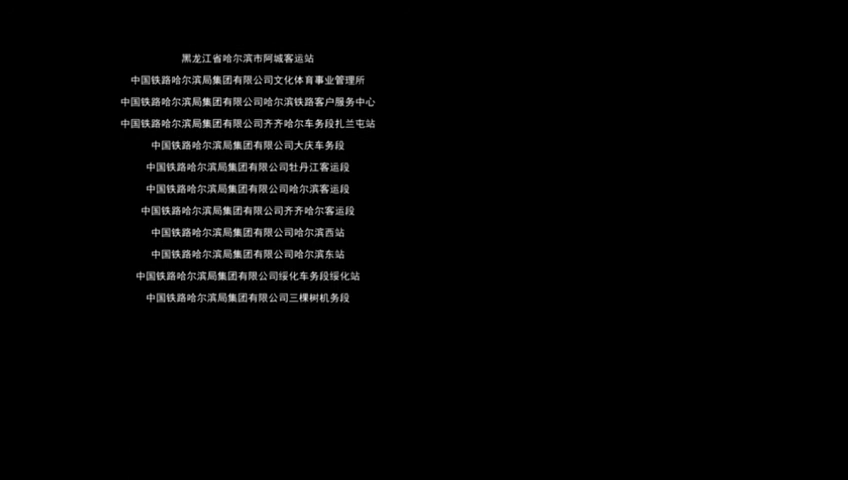 黑龙江省哈尔滨市阿城客运站
中国铁路哈尔滨局集团有限公司文化体育事业管理所
中国铁路哈尔滨局集团有限公司哈尔滨铁路客户服务中心
中国铁路哈尔滨局集团有限公司齐齐哈尔车务段扎兰屯站
中国铁路哈尔滨局集团有限公司大庆车务段
中国铁路哈尔滨局集团有限公司牡丹江客运段
中国铁路哈尔滨局集团有限公司哈尔滨客运段
中国铁路哈尔滨局集团有限公司齐齐哈尔客运段
中国铁路哈尔滨局集团有限公司哈尔滨西站
中国铁路哈尔滨局集团有限公司哈尔滨东站
中国铁路哈尔滨局集团有限公司绥化车务段绥化站
中国铁路哈尔滨局集团有限公司三棵树机务段